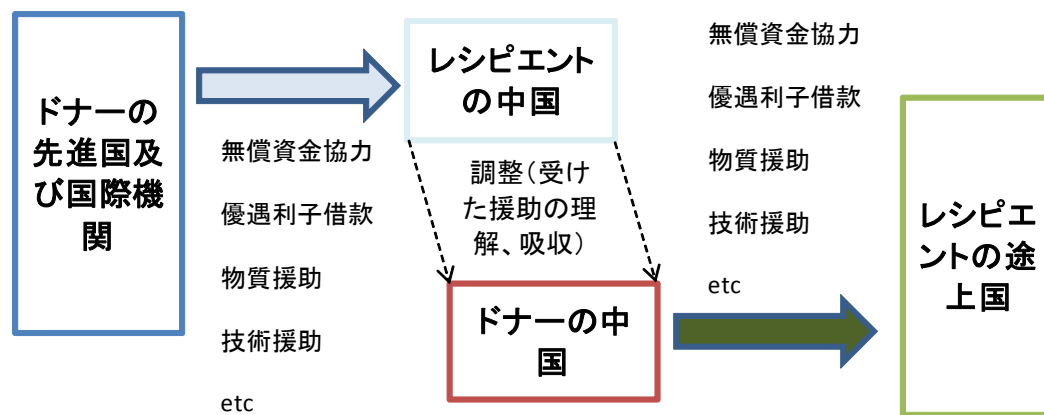 ドナーの
先進国及
び国際機
関
無償資金協力
優遇利子借款
物質援助
技術援助
etc
レシピエント
の中国
調整(受け
た援助の理
解、吸収)
ドナーの中
国
無償資金協力
優遇利子借款
物質援助
技術援助
etc
レシピエ
ントの途
上国